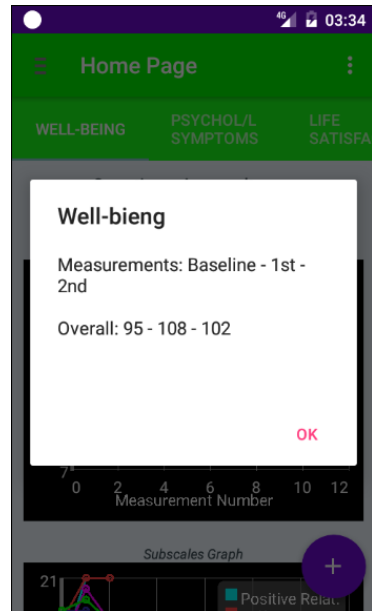 4G 03:34
Home Page
WELL-BEING
PSYCHOL/L
SYMPTOMS
LIFE
SATISFA
Well-bieng
Measurements: Baseline - 1st -
2nd
Overall: 95 - 108 - 102
OK
7
0 2 4 6 8 10 12
Measurement Number
Subscales Graph
+
21
Positive Relat.